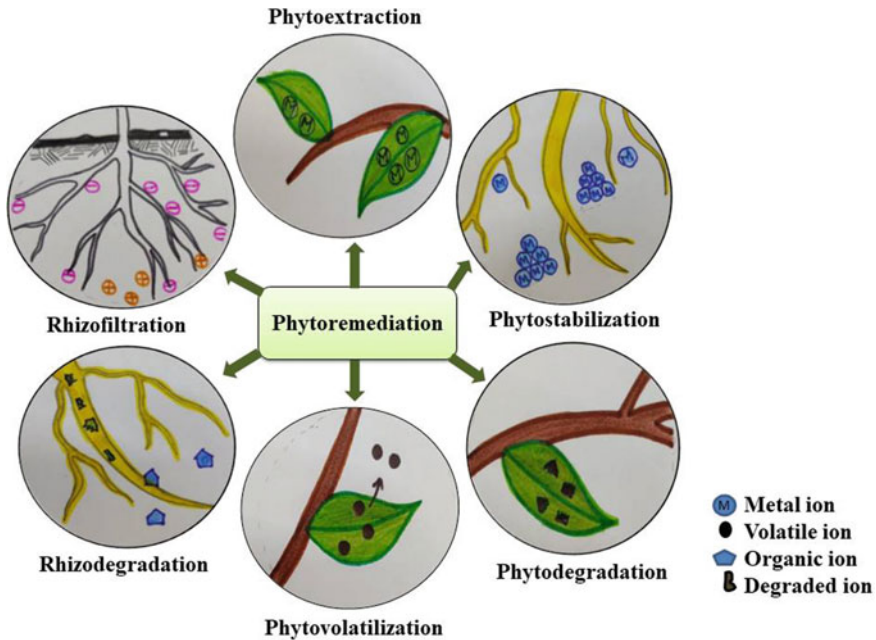 Phytoextraction
Rhizofiltration
Phytoremediation
Phytostabilization
Rhizodegradation
Phytovolatilization
Phytodegradation
M Metal ion
Volatile ion
Organic ion
Degraded ion